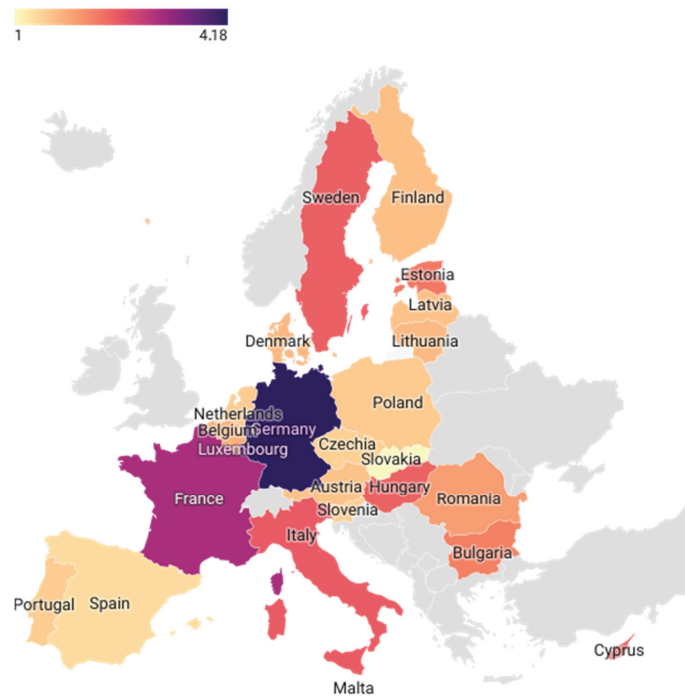 1 4.18
Sweden
Finland
Estonia
Latvia
Denmark
Lithuania
Poland
Netherlands
Belgium
Germany
Czechia
Luxembourg
Slovakia
Austria
Hungary
France
Romania
Slovenia
Italy
Bulgaria
Portugal
Spain
Cyprus
Malta